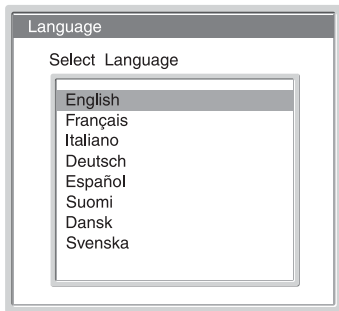 Language
Select Language
English
Français
Italiano
Deutsch
Español
Suomi
Dansk
Svenska